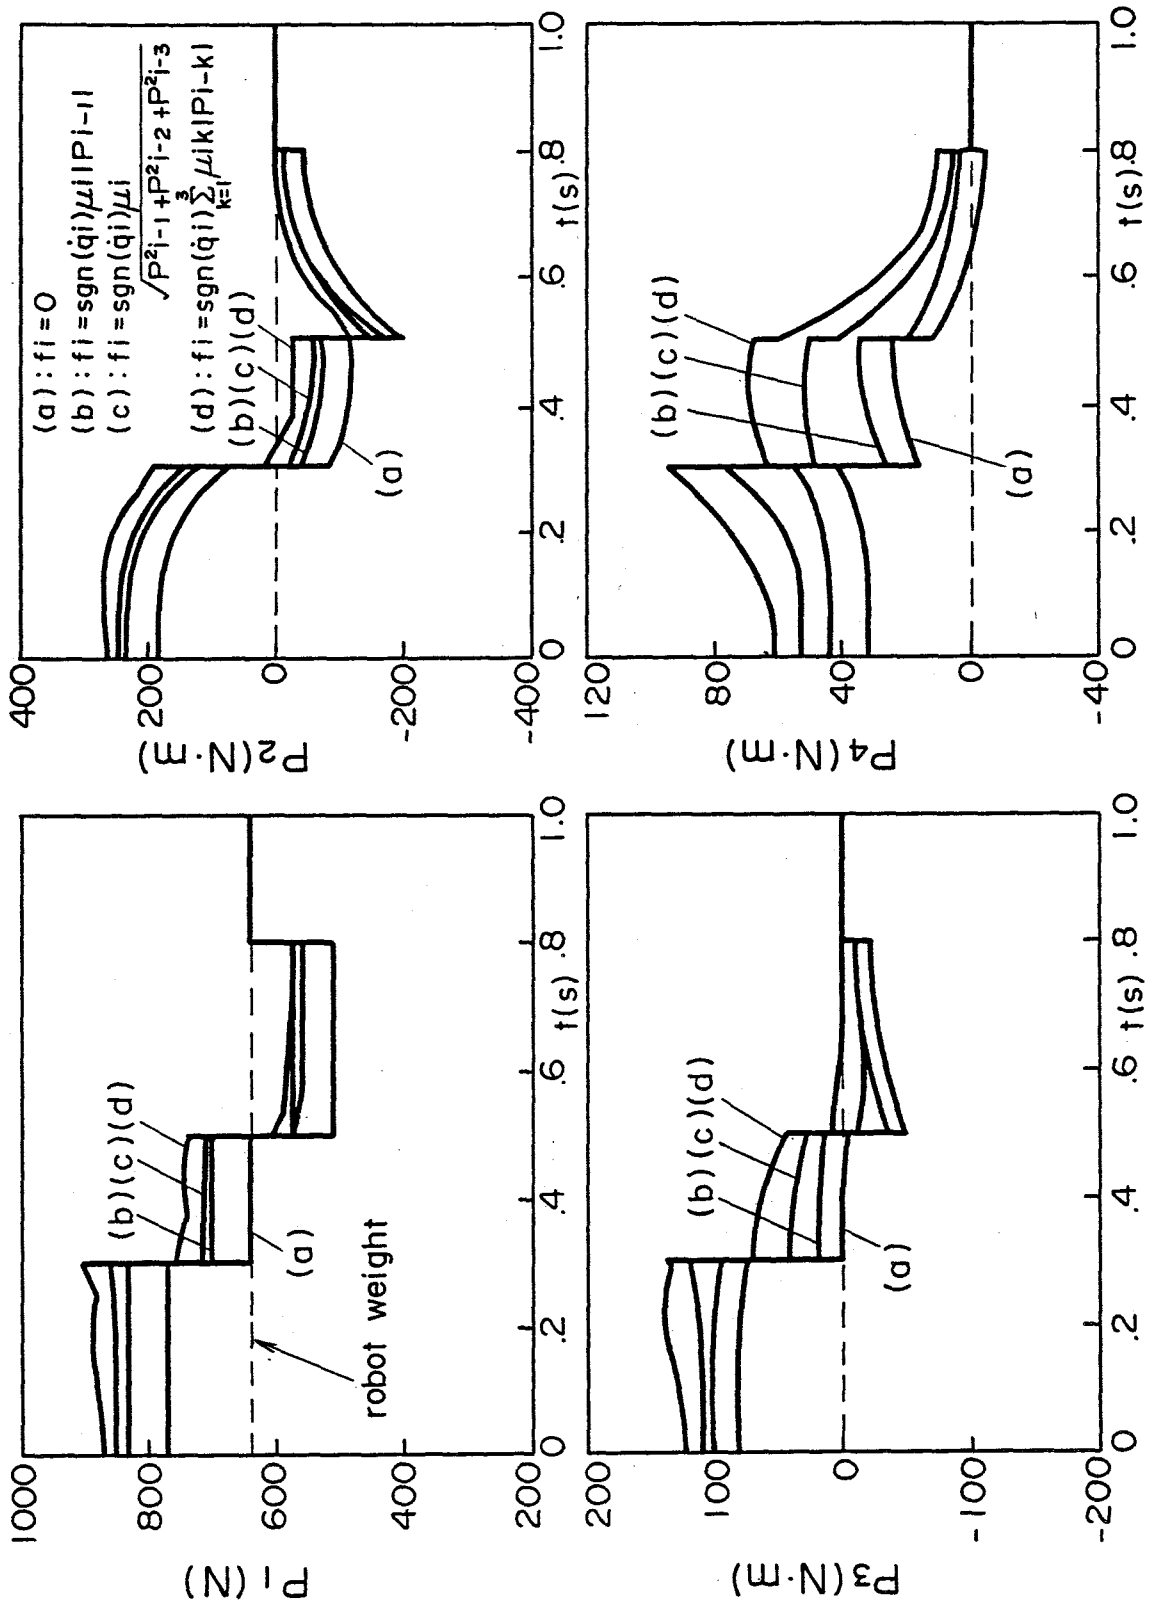 1000
800
600
400
200
P1 (N)
(b)(c)(d)
(a)
robot weight
0
.2
.4
.6
.8
1.0
t(s)
400
200
0
-200
-400
P2 (N·m)
(a) : fi = 0
(b) : fi = sgn(q̇i)μi|Pi-1|
(c) : fi = sgn(q̇i)μi
√P²i-1+P²i-2+P²i-3
(d) : fi = sgn(q̇i) 3∑k=1 μik|Pi-k|
(b)(c)(d)
(a)
0
.2
.4
.6
.8
1.0
t(s)
200
100
0
-100
-200
P3 (N·m)
(b)(c)(d)
(a)
0
.2
.4
.6
.8
1.0
t(s)
120
80
40
0
-40
P4 (N·m)
(b)(c)(d)
(a)
0
.2
.4
.6
.8
1.0
t(s)